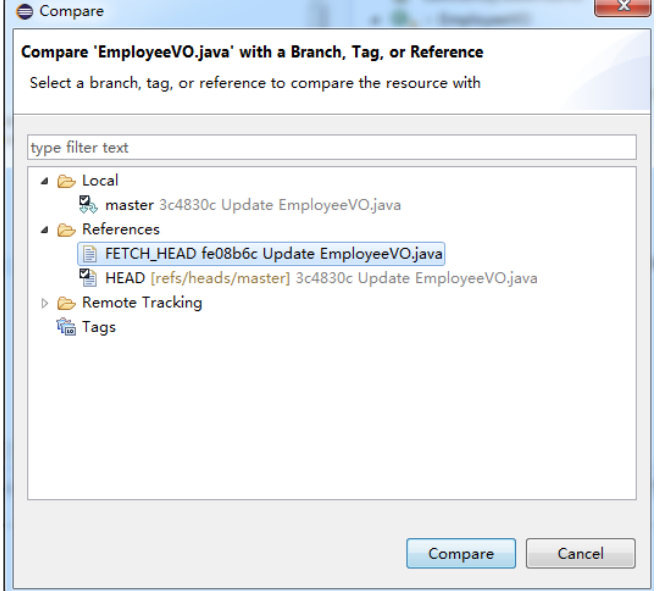 Compare
Compare 'EmployeeVO.java' with a Branch, Tag, or Reference
Select a branch, tag, or reference to compare the resource with
type filter text
Local
master 3c4830c Update EmployeeVO.java
References
FETCH_HEAD fe08b6c Update EmployeeVO.java
HEAD [refs/heads/master] 3c4830c Update EmployeeVO.java
Remote Tracking
Tags
Compare Cancel